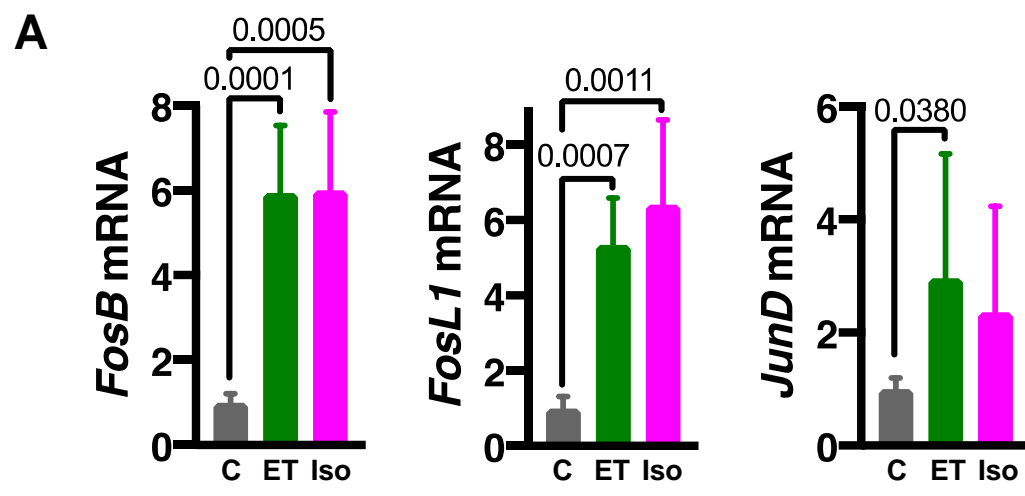 A
0.0005
0.0001
FosB mRNA
8
6
4
2
0
C ET Iso
0.0011
0.0007
FosL1 mRNA
8
6
4
2
0
C ET Iso
0.0380
JunD mRNA
6
4
2
0
C ET Iso